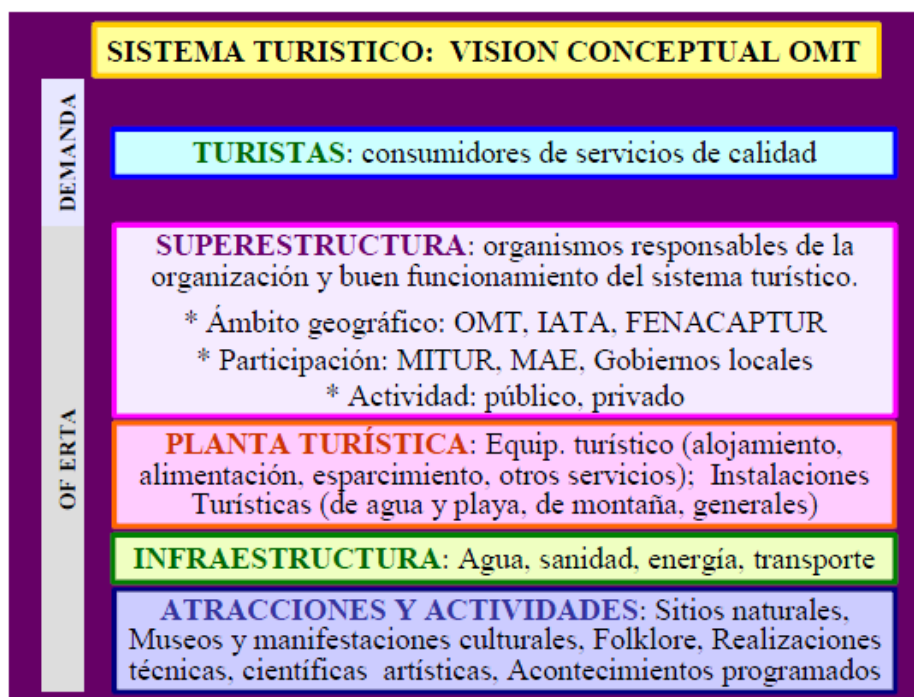 SISTEMA TURISTICO: VISION CONCEPTUAL OMT
DEMANDA
TURISTAS: consumidores de servicios de calidad
OF ERTA
SUPERESTRUCTURA: organismos responsables de la
organización y buen funcionamiento del sistema turístico.
* Ámbito geográfico: OMT, IATA, FENACAPTUR
* Participación: MITUR, MAE, Gobiernos locales
* Actividad: público, privado
PLANTA TURÍSTICA: Equip. turístico (alojamiento,
alimentación, esparcimiento, otros servicios); Instalaciones
Turísticas (de agua y playa, de montaña, generales)
INFRAESTRUCTURA: Agua, sanidad, energía, transporte
ATRACCIONES Y ACTIVIDADES: Sitios naturales,
Museos y manifestaciones culturales, Folklore, Realizaciones
técnicas, científicas artísticas, Acontecimientos programados